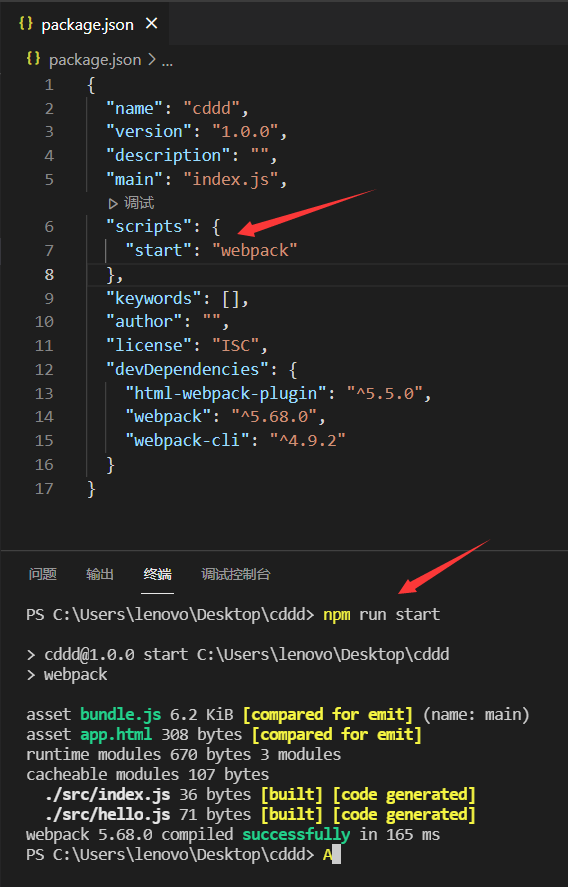 {} package.json ×
{} package.json > ...
1 {
2 "name": "cddd",
3 "version": "1.0.0",
4 "description": "",
5 "main": "index.js",
▷ 调试
6 "scripts": {
7 "start": "webpack"
8 },
9 "keywords": [],
10 "author": "",
11 "license": "ISC",
12 "devDependencies": {
13 "html-webpack-plugin": "^5.5.0",
14 "webpack": "^5.68.0",
15 "webpack-cli": "^4.9.2"
16 }
17 }
问题 输出 终端 调试控制台
PS C:\Users\lenovo\Desktop\cddd> npm run start
> cddd@1.0.0 start C:\Users\lenovo\Desktop\cddd
> webpack
asset bundle.js 6.2 KiB [compared for emit] (name: main)
asset app.html 308 bytes [compared for emit]
runtime modules 670 bytes 3 modules
cacheable modules 107 bytes
./src/index.js 36 bytes [built] [code generated]
./src/hello.js 71 bytes [built] [code generated]
webpack 5.68.0 compiled successfully in 165 ms
PS C:\Users\lenovo\Desktop\cddd> A